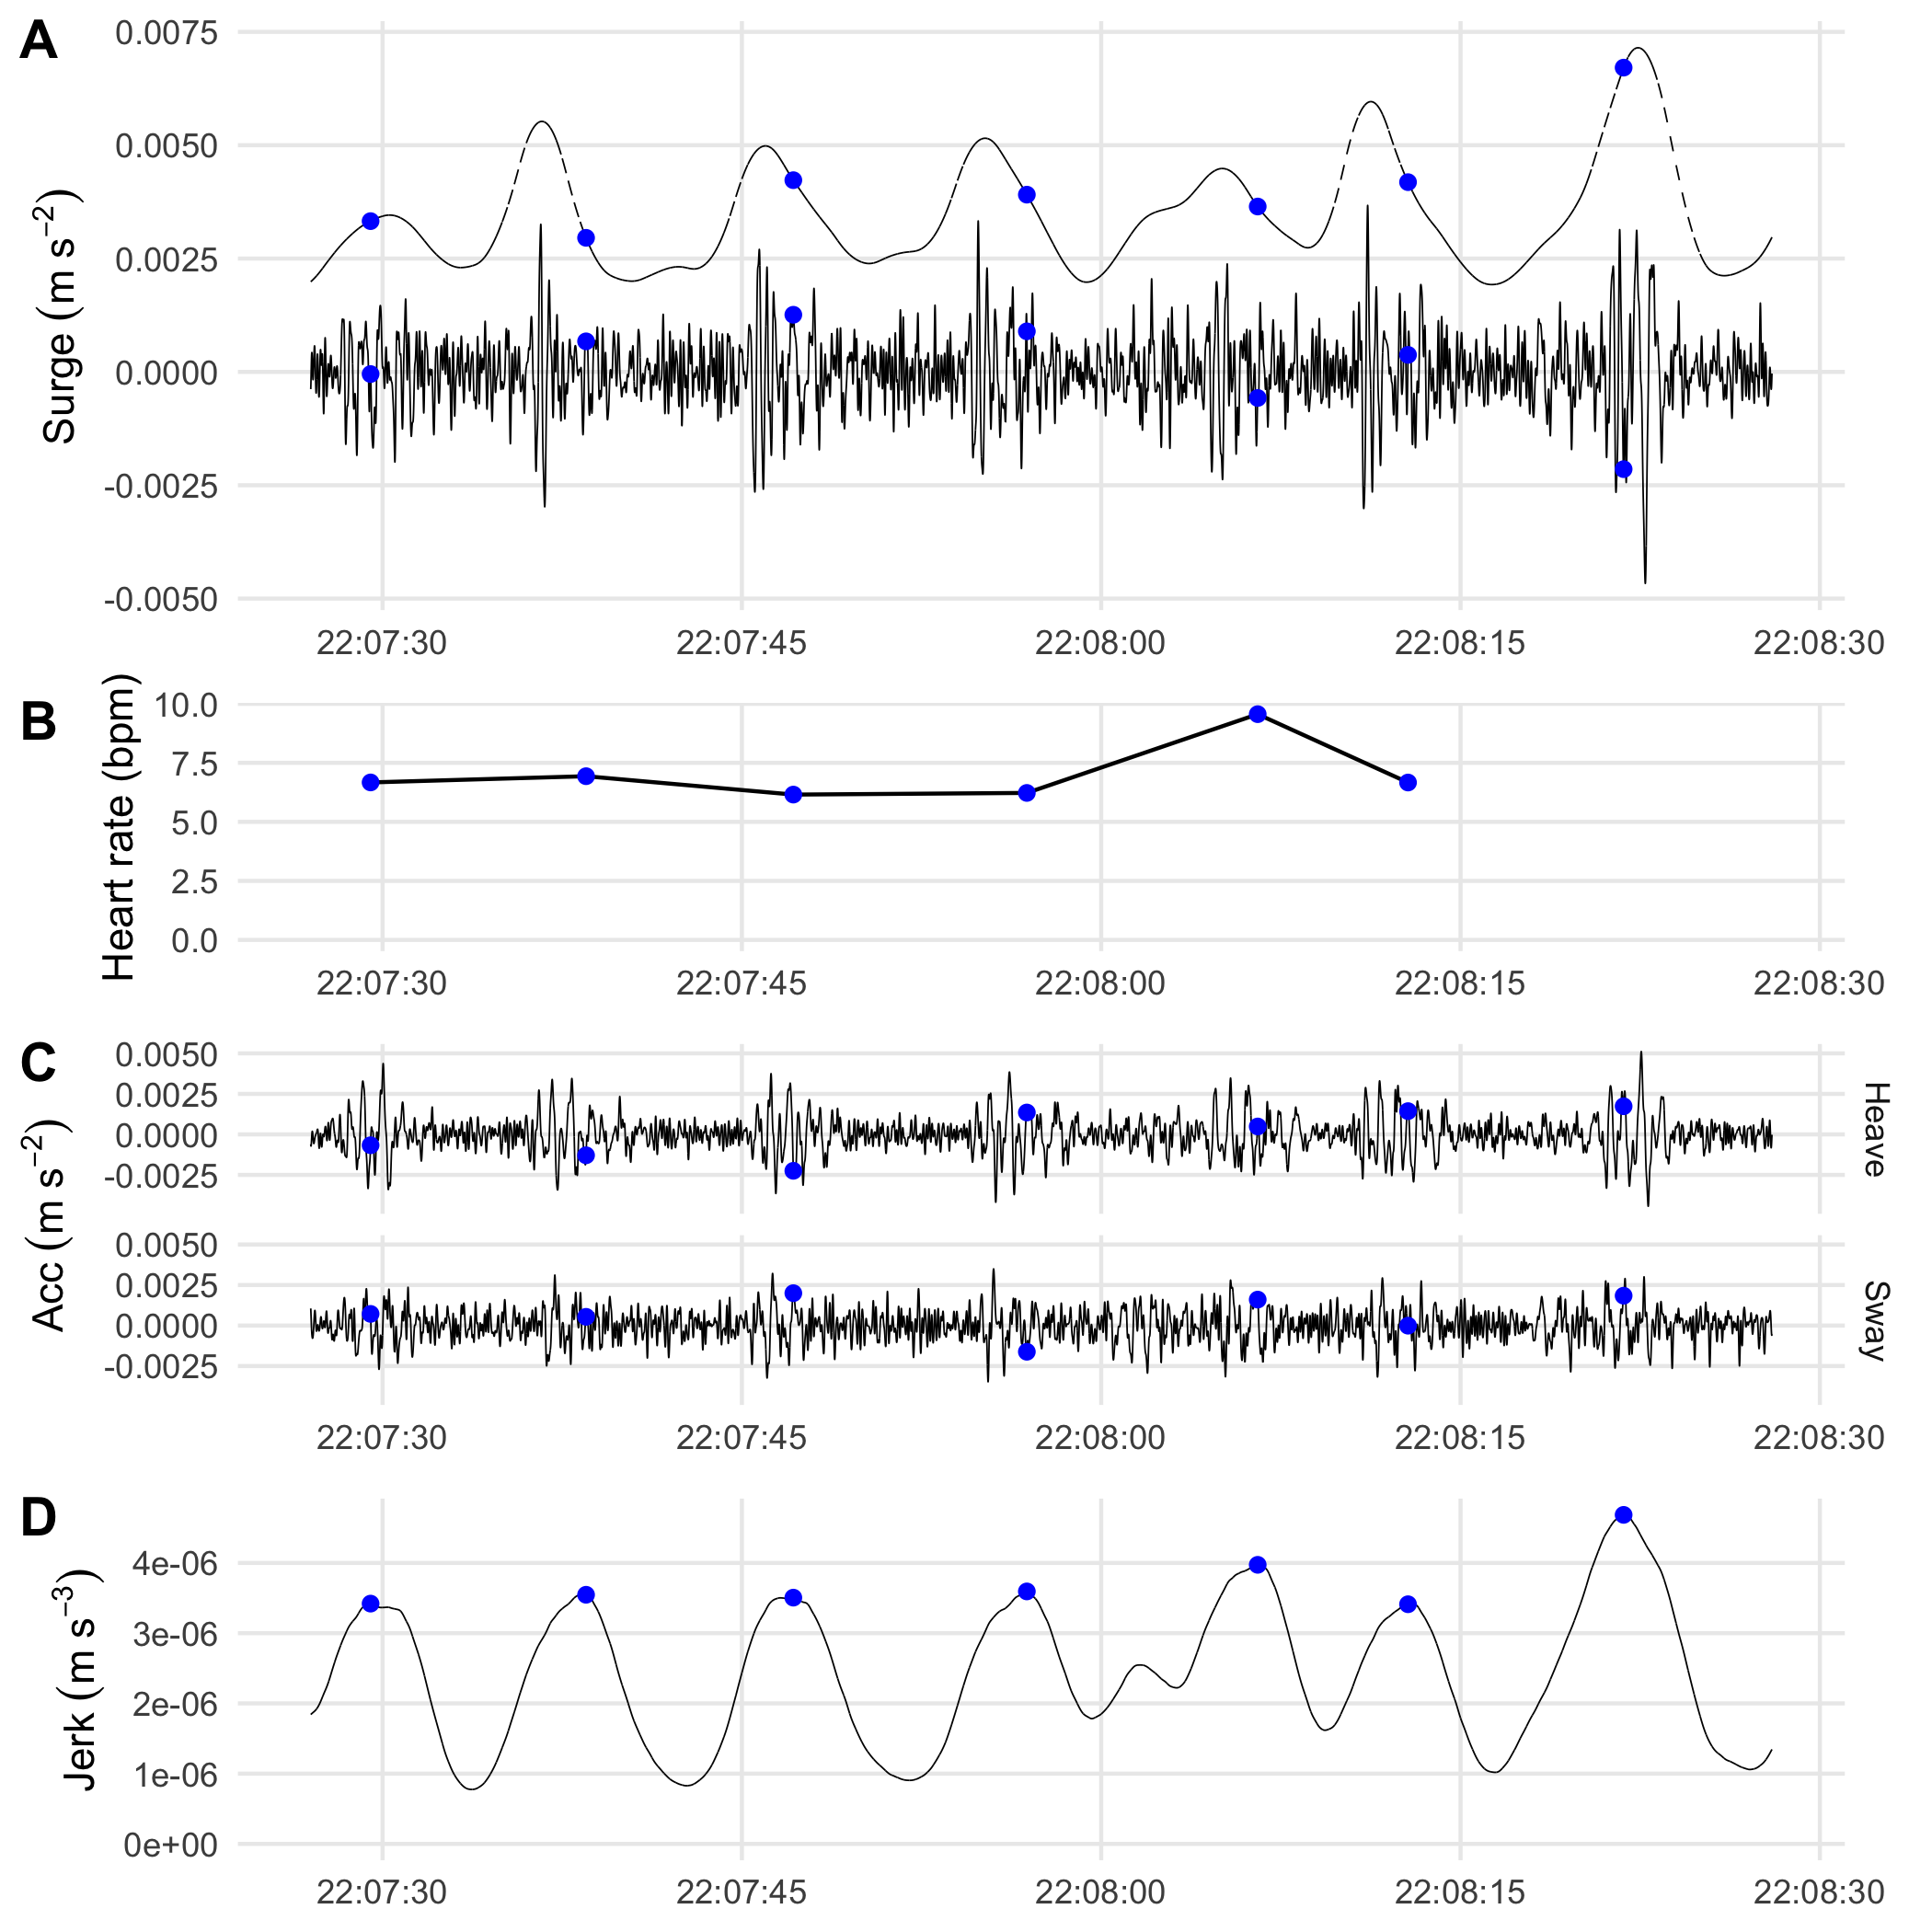 A
Surge (m s⁻²)
0.0075
0.0050
0.0025
0.0000
-0.0025
-0.0050
22:07:30 22:07:45 22:08:00 22:08:15 22:08:30
B
Heart rate (bpm)
10.0
7.5
5.0
2.5
0.0
22:07:30 22:07:45 22:08:00 22:08:15 22:08:30
C
Acc (m s⁻²)
0.0050
0.0025
0.0000
-0.0025
Heave
0.0050
0.0025
0.0000
-0.0025
Sway
22:07:30 22:07:45 22:08:00 22:08:15 22:08:30
D
Jerk (m s⁻³)
4e-06
3e-06
2e-06
1e-06
0e+00
22:07:30 22:07:45 22:08:00 22:08:15 22:08:30